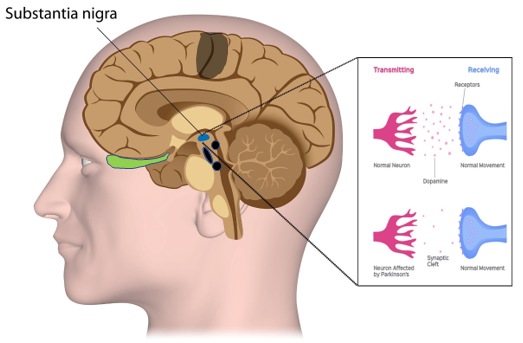 Substantia nigra
Transmitting
Receiving
Receptors
Normal Neuron
Normal Movement
Dopamine
Neuron Affected
by Parkinson's
Synaptic
Cleft
Normal Movement